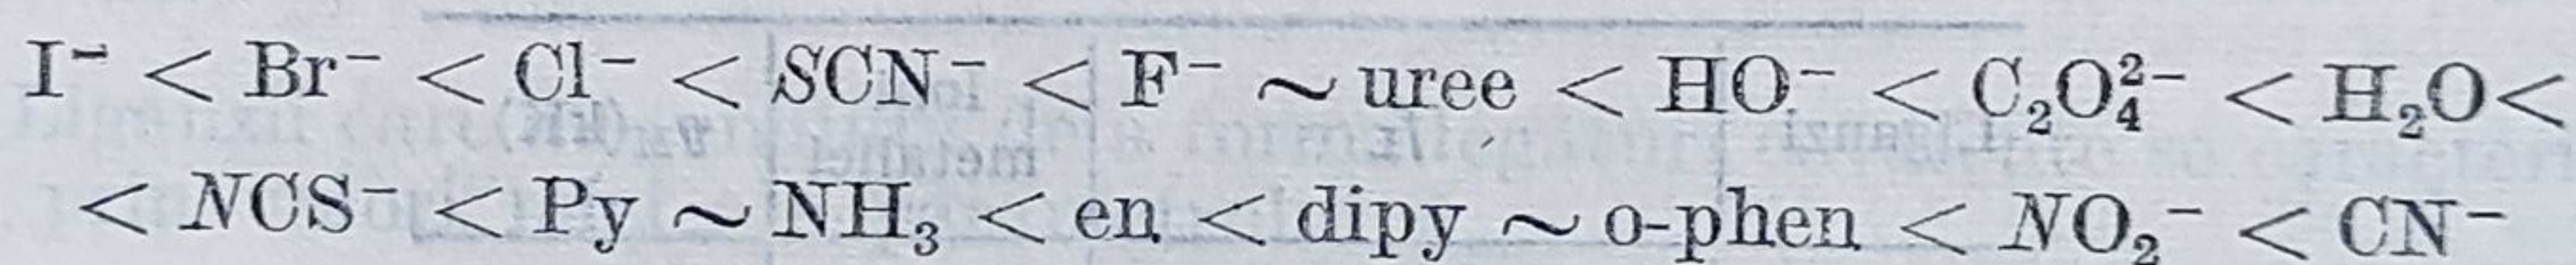 I⁻ < Br⁻ < Cl⁻ < SCN⁻ < F⁻ ~ uree < HO⁻ < C₂O₄²⁻ < H₂O <
< NCS⁻ < Py ~ NH₃ < en < dipy ~ o-phen < NO₂⁻ < CN⁻